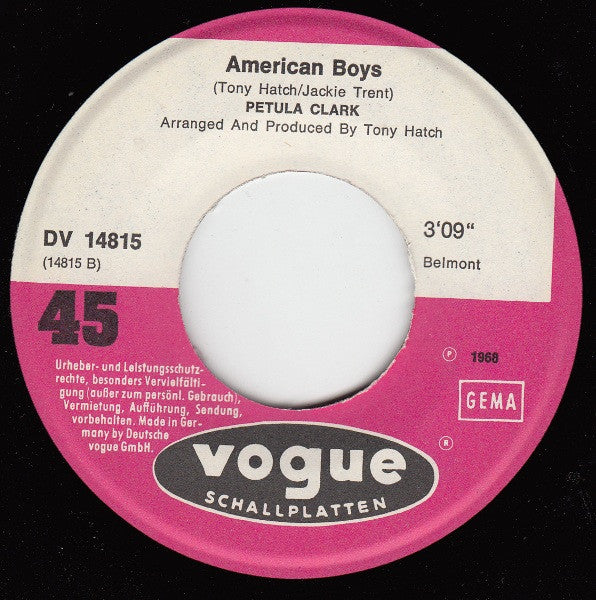 American Boys
(Tony Hatch/Jackie Trent)
PETULA CLARK
Arranged And Produced By Tony Hatch
DV 14815
(14815 B)
3'09"
Belmont
45
Urheber- und Leistungsschutz-
rechte, besonders Vervielfälti-
gung (außer zum persönl. Gebrauch),
Vermietung, Aufführung, Sendung,
vorbehalten. Made in Ger-
many by Deutsche
vogue GmbH.
℗ 1968
GEMA
vogue
SCHALLPLATTEN